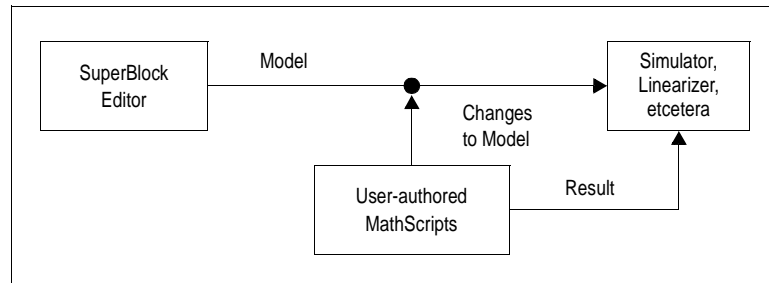 SuperBlock
Editor
Model
Simulator,
Linearizer,
etcetera
Changes
to Model
User-authored
MathScripts
Result